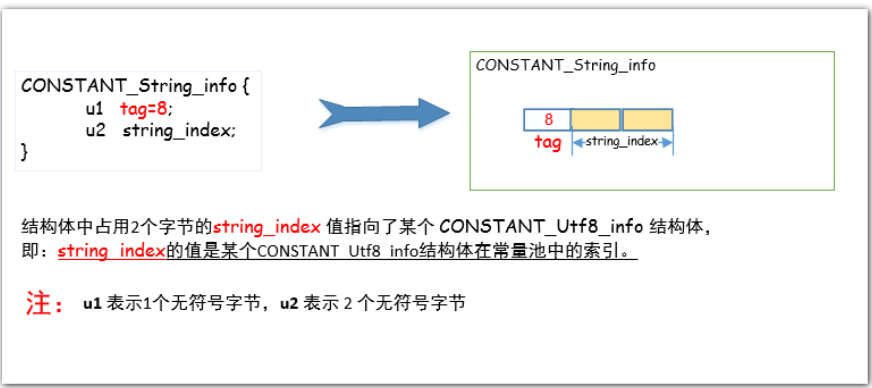 CONSTANT_String_info {
u1 tag=8;
u2 string_index;
}
CONSTANT_String_info
8
tag
string_index
结构体中占用2个字节的string_index 值指向了某个 CONSTANT_Utf8_info 结构体，
即：string_index的值是某个CONSTANT_Utf8_info结构体在常量池中的索引。
注： u1 表示1个无符号字节，u2 表示 2 个无符号字节